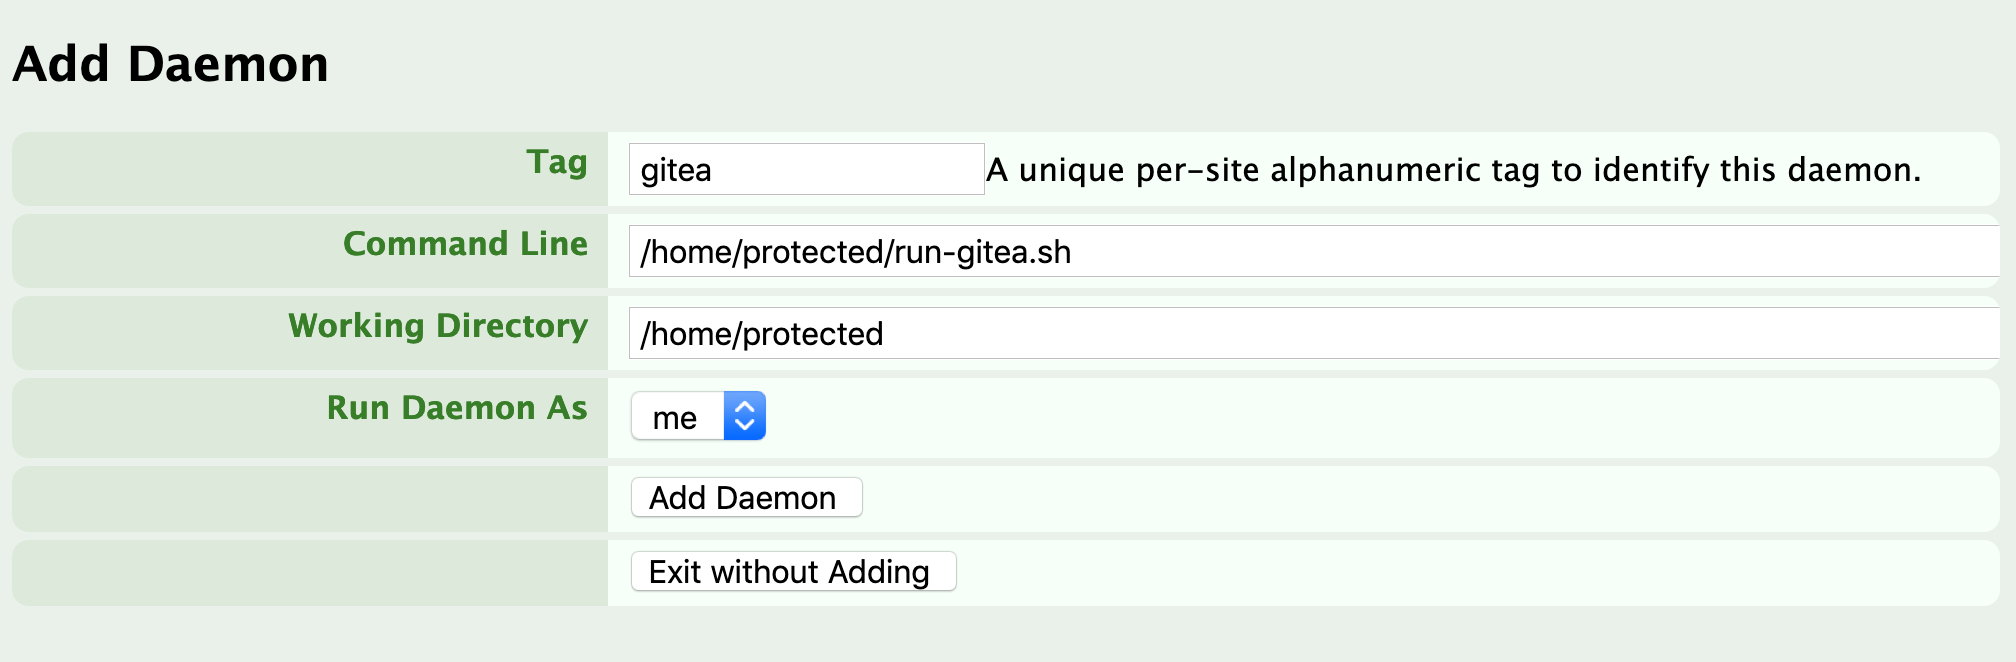 Add Daemon
Tag gitea A unique per-site alphanumeric tag to identify this daemon.
Command Line /home/protected/run-gitea.sh
Working Directory /home/protected
Run Daemon As me
Add Daemon
Exit without Adding